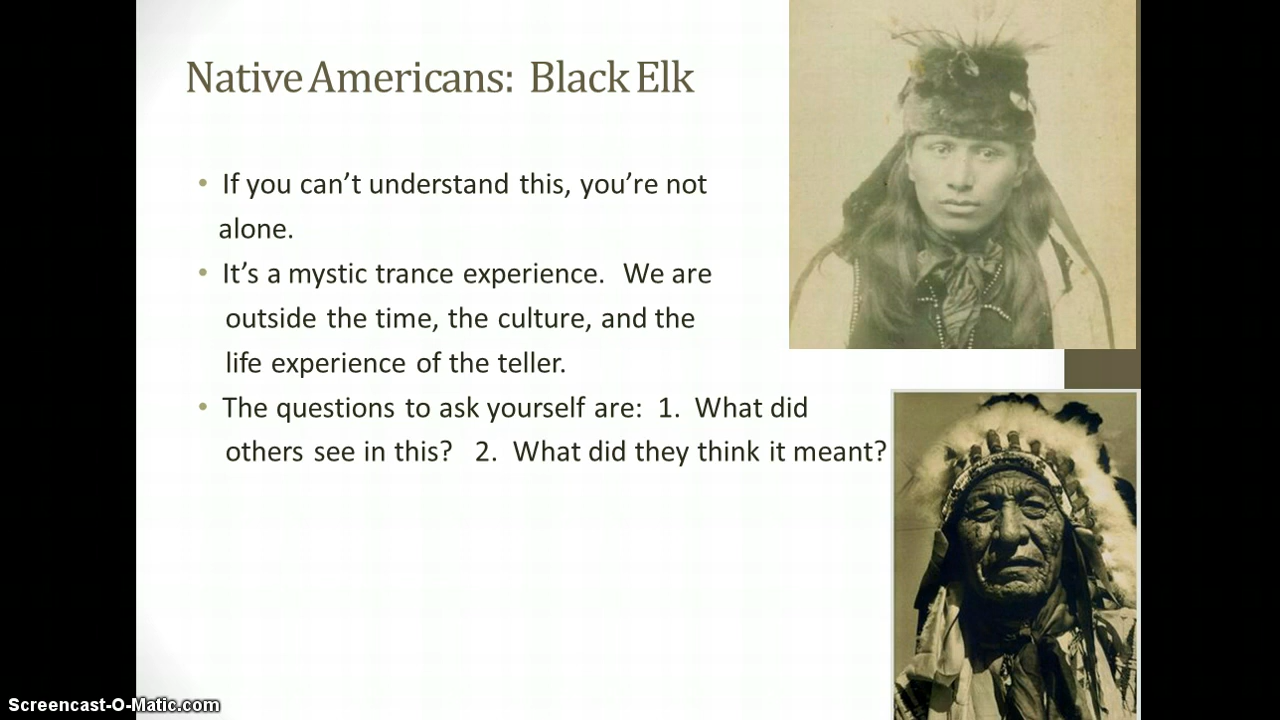 Native Americans: Black Elk
• If you can’t understand this, you’re not
alone.
• It’s a mystic trance experience. We are
outside the time, the culture, and the
life experience of the teller.
• The questions to ask yourself are: 1. What did
others see in this? 2. What did they think it meant?
Screencast-O-Matic.com